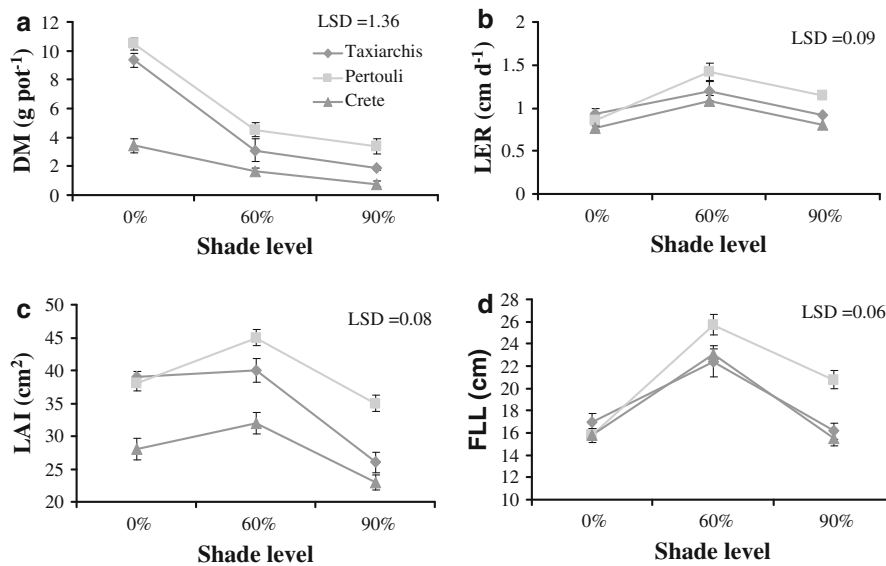 a
LSD =1.36
Taxiarchis
Pertouli
Crete
DM (g pot-1)
12
10
8
6
4
2
0
0% 60% 90%
Shade level
b
LSD =0.09
LER (cm d-1)
2
1.5
1
0.5
0
0% 60% 90%
Shade level
c
LSD =0.08
LAI (cm2)
50
45
40
35
30
25
20
0% 60% 90%
Shade level
d
LSD =0.06
FLL (cm)
28
26
24
22
20
18
16
14
12
10
0% 60% 90%
Shade level